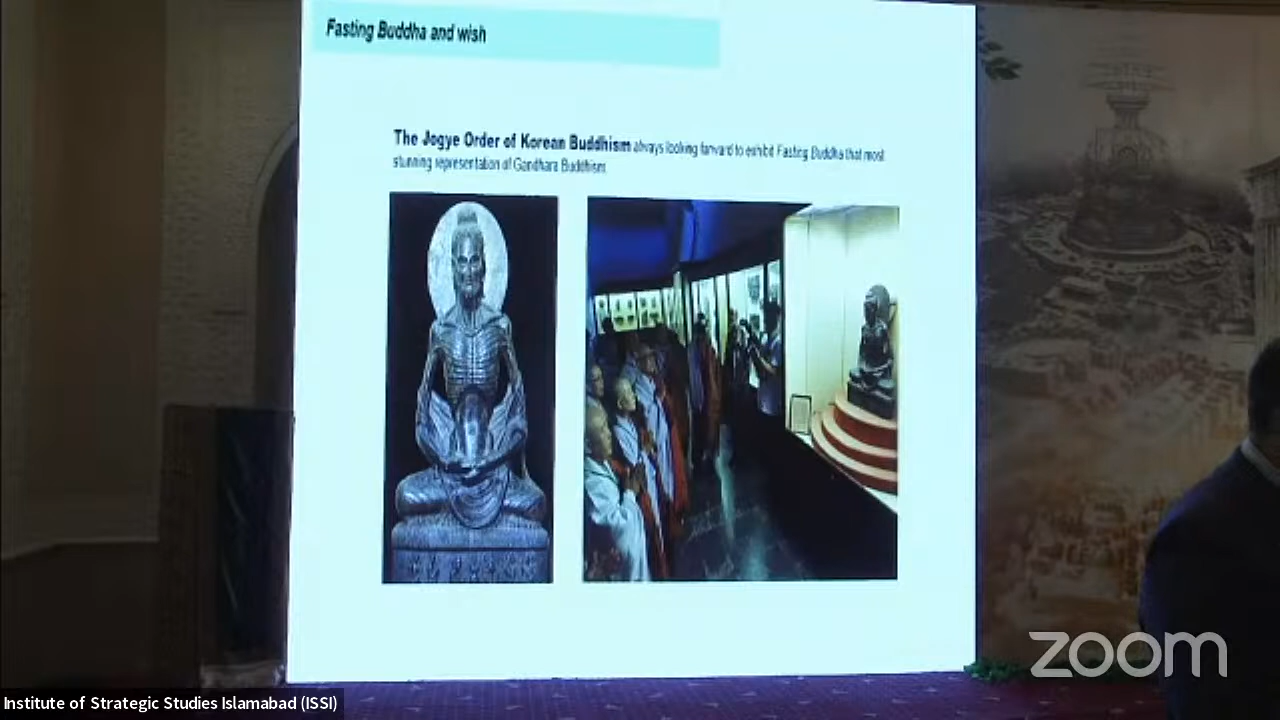 Fasting Buddha and wish
The Jogye Order of Korean Buddhism always looking forward to exhibit Fasting Buddha that most
stunning representation of Gandhara Buddhism
zoom
Institute of Strategic Studies Islamabad (ISSI)